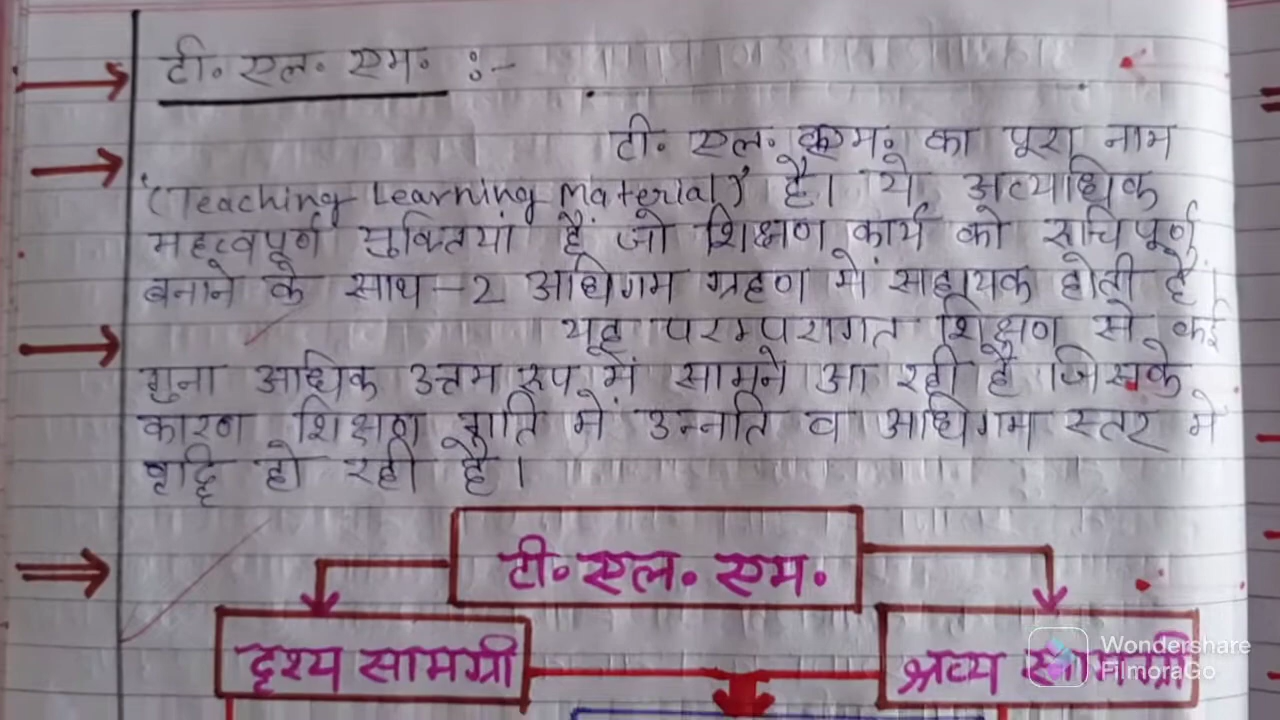 टी. एल. एम. :-
टी. एल. एम. का पूरा नाम
'(Teaching Learning Material)' है। ये अत्याधिक
महत्वपूर्ण युक्तियां हैं जो शिक्षण कार्य को रूचिपूर्ण
बनाने के साथ-2 अधिगम ग्रहण में सहायक होती हैं।
यह परम्परागत शिक्षण से कई
गुना अधिक उत्तम रूप में सामने आ रही है जिसके
कारण शिक्षण गति में उन्नति व अधिगम स्तर मे
वृद्धि हो रही है।
टी. एल. एम.
दृश्य सामग्री
श्रव्य सामग्री
Wondershare
FilmoraGo